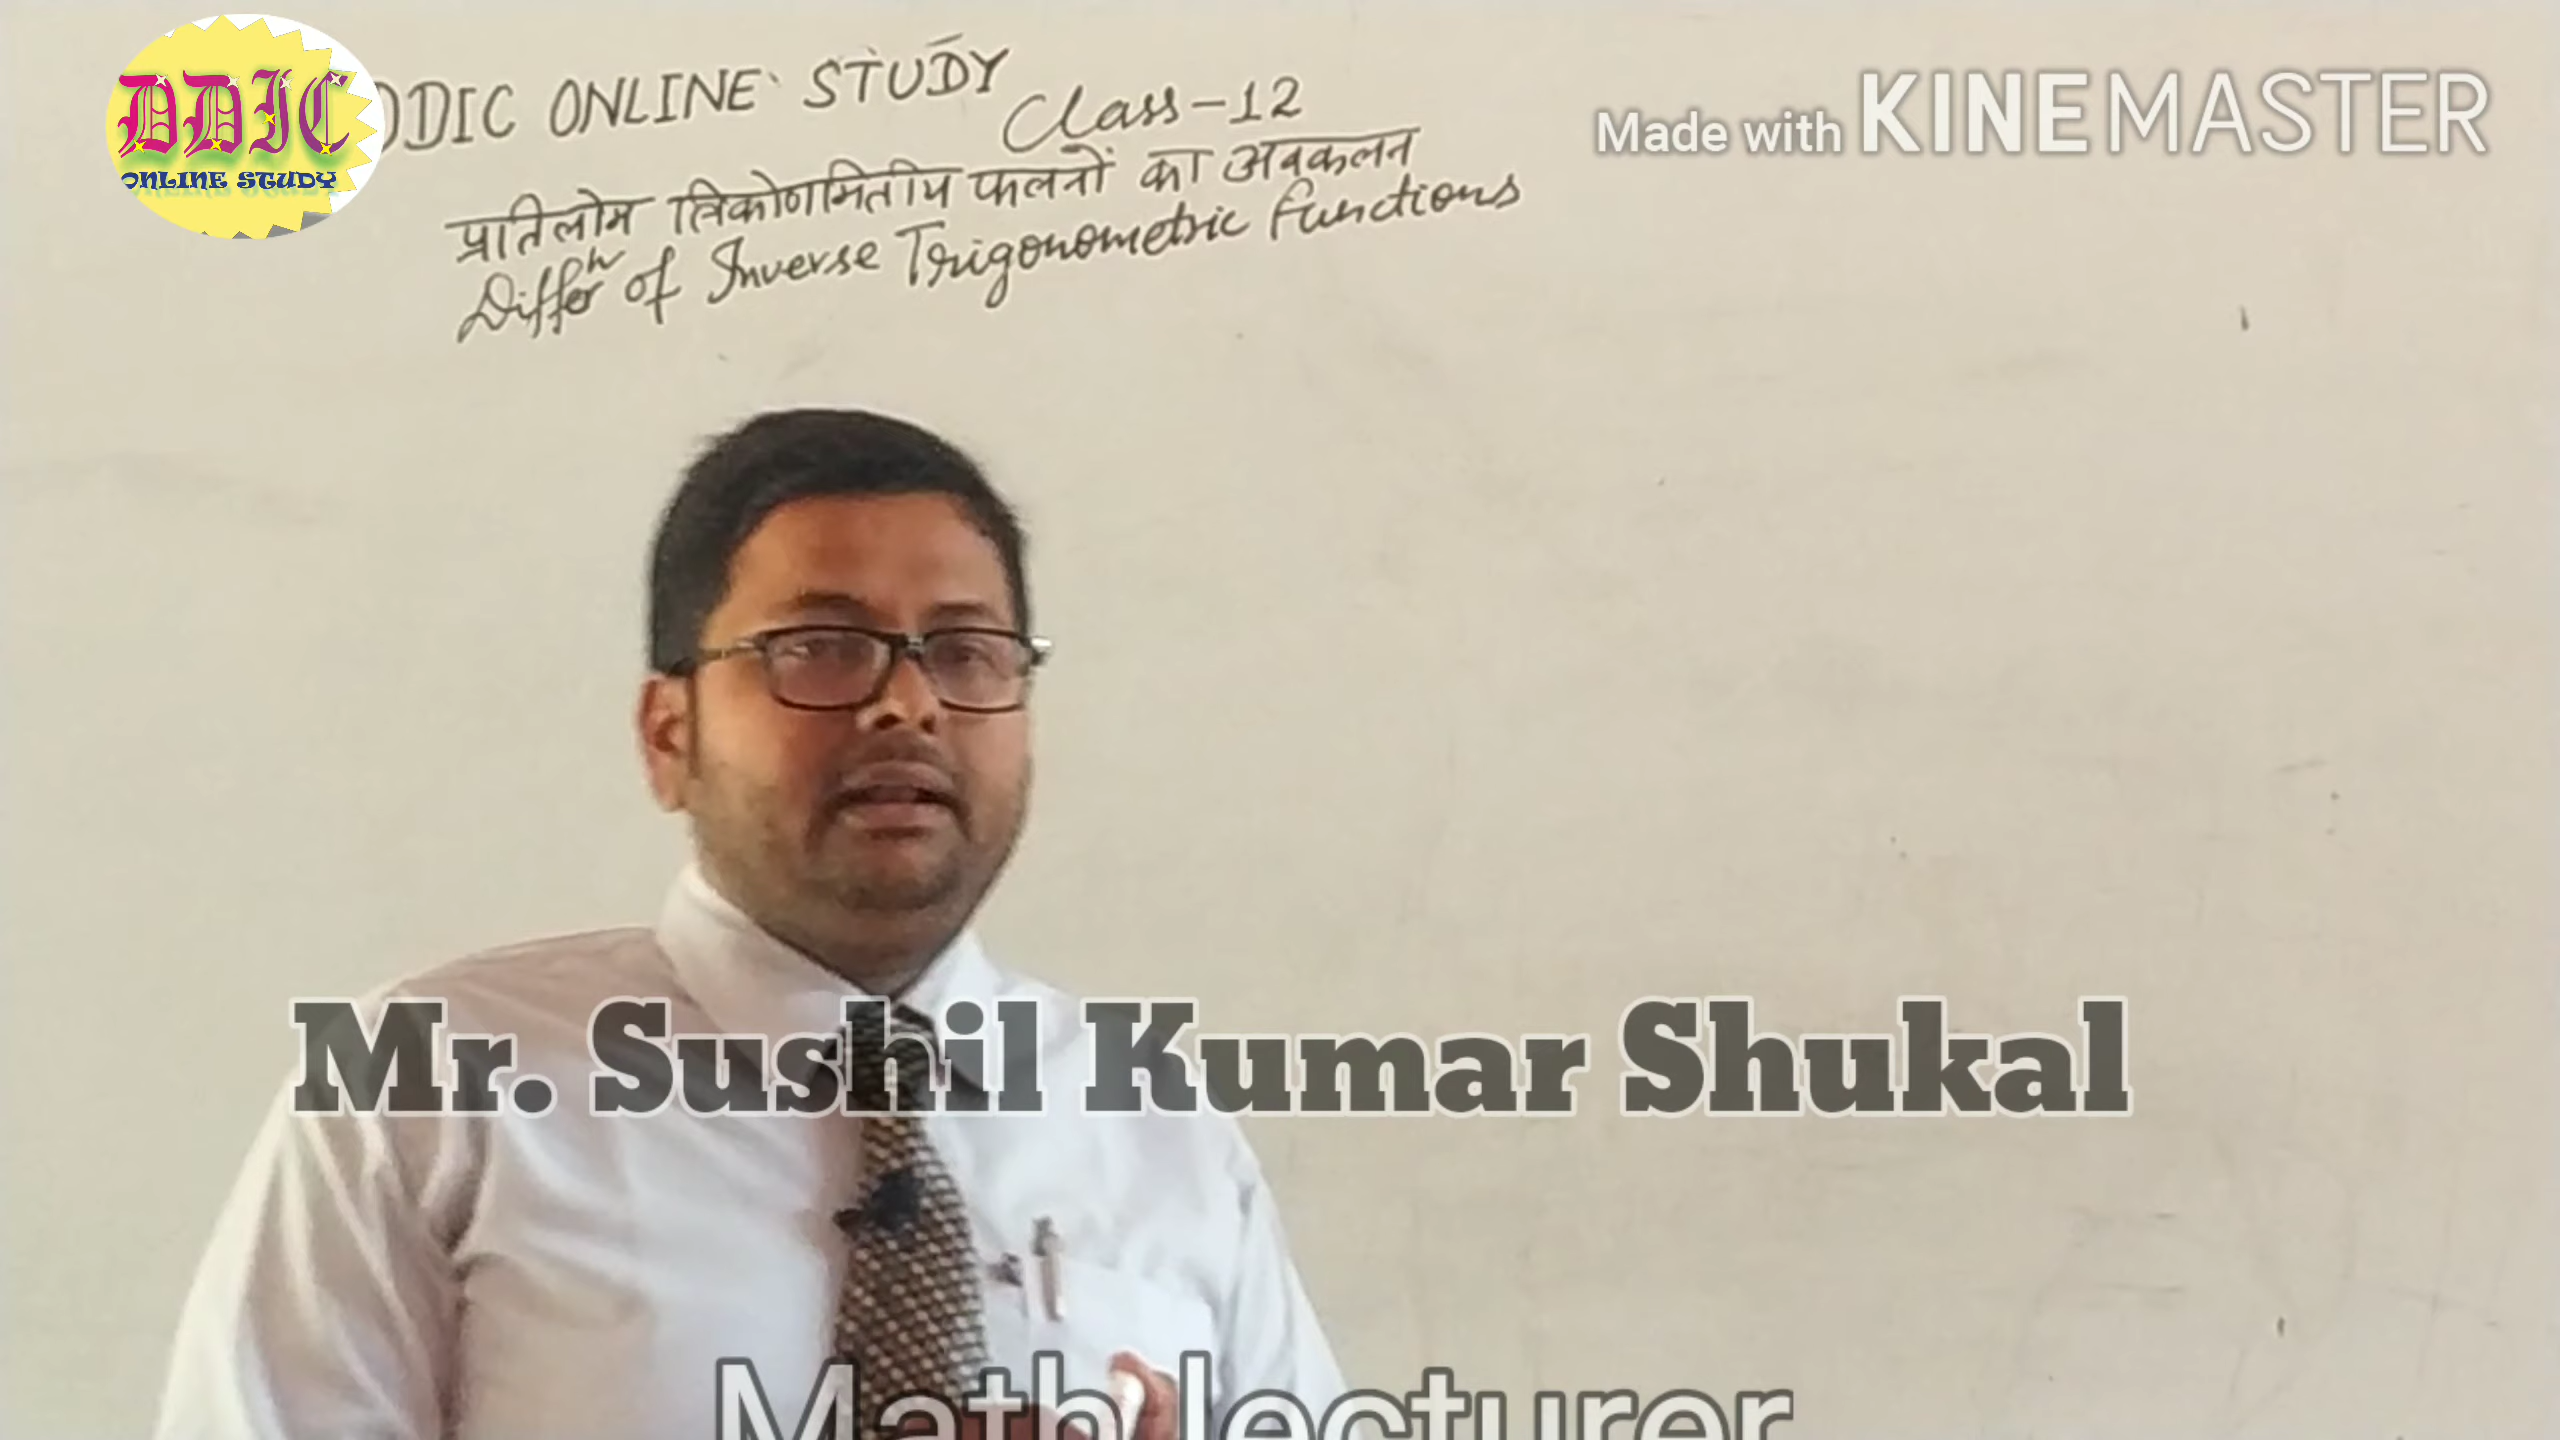 DDIC
ONLINE STUDY
DDIC ONLINE STUDY
Class-12
प्रतिलोम त्रिकोणमितीय फलनों का अवकलन
Differn of Inverse Trigonometric functions
Made with KINEMASTER
Mr. Sushil Kumar Shukal
Math lecturer